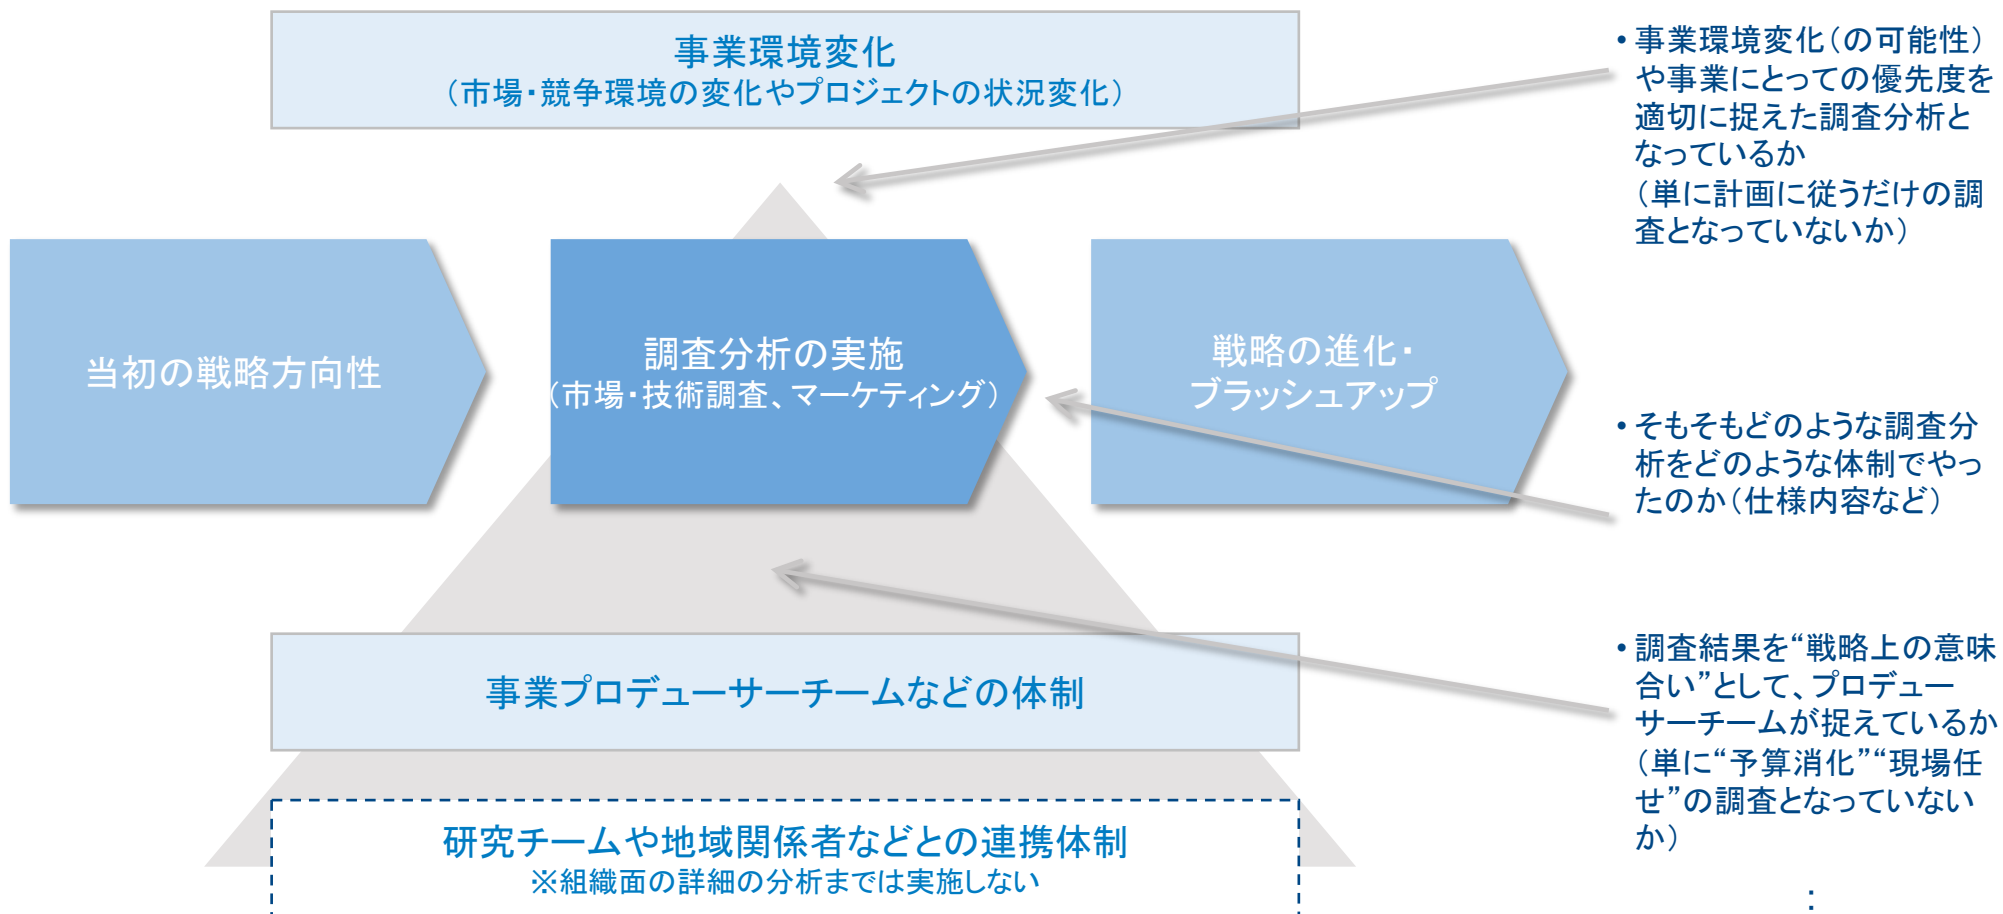 事業環境変化
（市場・競争環境の変化やプロジェクトの状況変化）
当初の戦略方向性
調査分析の実施
（市場・技術調査、マーケティング）
戦略の進化・
ブラッシュアップ
事業プロデューサーチームなどの体制
研究チームや地域関係者などとの連携体制
※組織面の詳細の分析までは実施しない
• 事業環境変化（の可能性）
や事業にとっての優先度を
適切に捉えた調査分析と
なっているか
（単に計画に従うだけの調
査となっていないか）
• そもそもどのような調査分
析をどのような体制でやっ
たのか（仕様内容など）
• 調査結果を“戦略上の意味
合い”として、プロデュー
サーチームが捉えているか
（単に“予算消化”“現場任
せ”の調査となっていない
か）
：